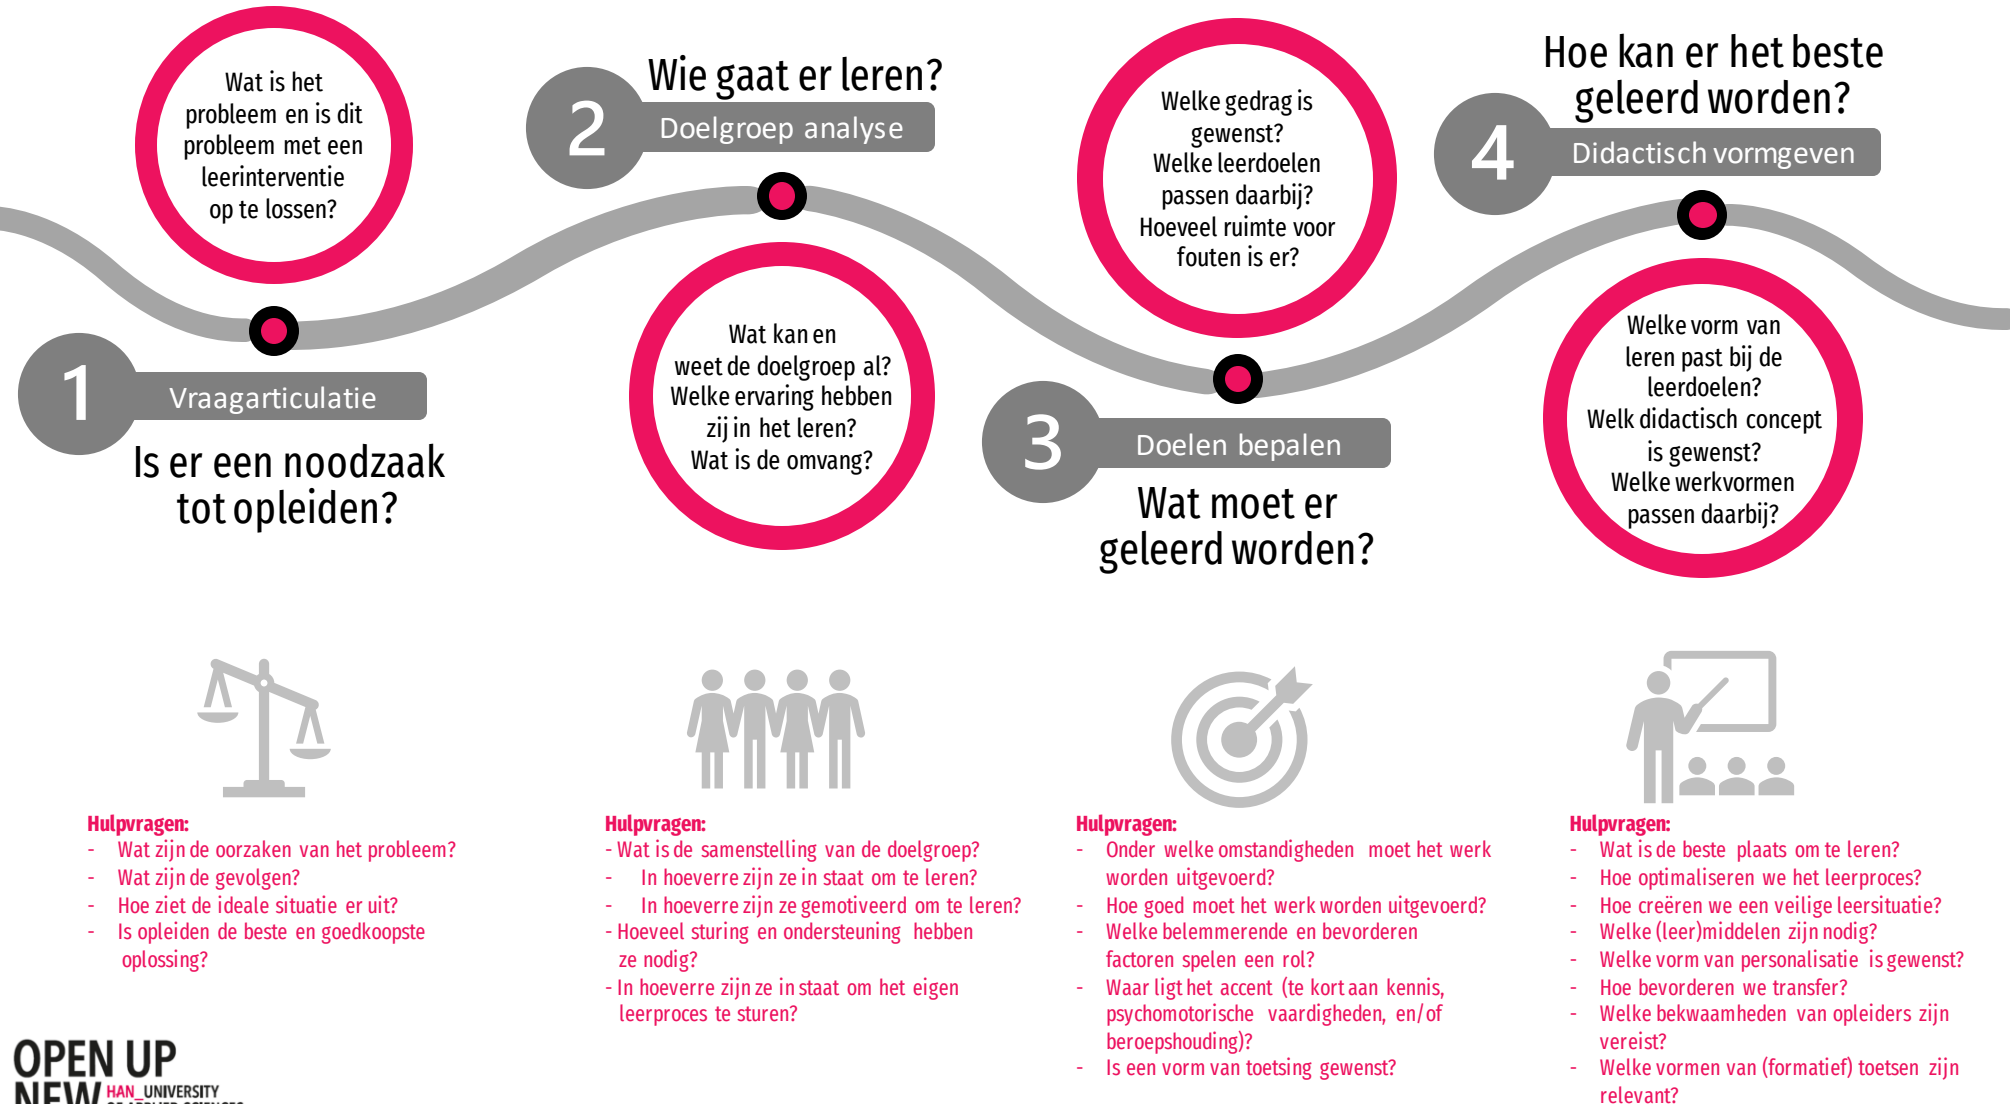 Wat is het
probleem en is dit
probleem met een
leerinterventie
op te lossen?
1
Vraagarticulatie
Is er een noodzaak
tot opleiden?
Wie gaat er leren?
2
Doelgroep analyse
Wat kan en
weet de doelgroep al?
Welke ervaring hebben
zij in het leren?
Wat is de omvang?
Welke gedrag is
gewenst?
Welke leerdoelen
passen daarbij?
Hoeveel ruimte voor
fouten is er?
3
Doelen bepalen
Wat moet er
geleerd worden?
Hoe kan er het beste
geleerd worden?
4
Didactisch vormgeven
Welke vorm van
leren past bij de
leerdoelen?
Welk didactisch concept
is gewenst?
Welke werkvormen
passen daarbij?
Hulpvragen:
- Wat zijn de oorzaken van het probleem?
- Wat zijn de gevolgen?
- Hoe ziet de ideale situatie er uit?
- Is opleiden de beste en goedkoopste
oplossing?
Hulpvragen:
- Wat is de samenstelling van de doelgroep?
- In hoeverre zijn ze in staat om te leren?
- In hoeverre zijn ze gemotiveerd om te leren?
- Hoeveel sturing en ondersteuning hebben
ze nodig?
- In hoeverre zijn ze in staat om het eigen
leerproces te sturen?
Hulpvragen:
- Onder welke omstandigheden moet het werk
worden uitgevoerd?
- Hoe goed moet het werk worden uitgevoerd?
- Welke belemmerende en bevorderen
factoren spelen een rol?
- Waar ligt het accent (te kort aan kennis,
psychomotorische vaardigheden, en/of
beroepshouding)?
- Is een vorm van toetsing gewenst?
Hulpvragen:
- Wat is de beste plaats om te leren?
- Hoe optimaliseren we het leerproces?
- Hoe creëren we een veilige leersituatie?
- Welke (leer)middelen zijn nodig?
- Welke vorm van personalisatie is gewenst?
- Hoe bevorderen we transfer?
- Welke bekwaamheden van opleiders zijn
vereist?
- Welke vormen van (formatief) toetsen zijn
relevant?
OPEN UP
NEW HAN_UNIVERSITY
OF APPLIED SCIENCES